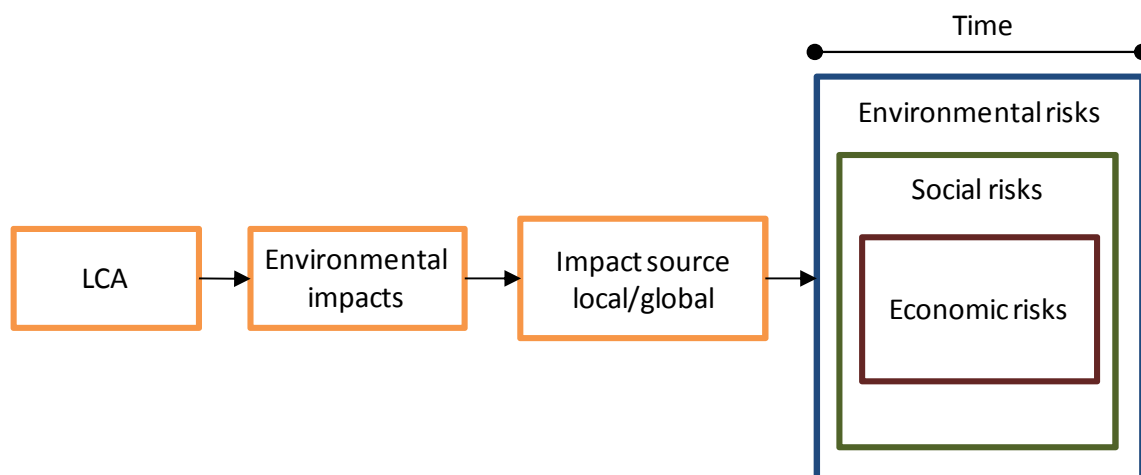 Time
Environmental risks
Social risks
Economic risks
LCA
Environmental
impacts
Impact source
local/global